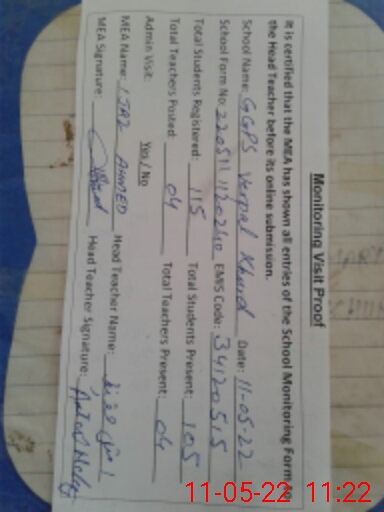 Monitoring Visit Proof
It is certified that the MEA has shown all entries of the School Monitoring Form to
the Head Teacher before its online submission.
School Name: GGPS Verpal Khurd Date: 11-05-22
School Form No: EMIS Code: 34120515
Total Students Registered: 115 Total Students Present: 105
Total Teachers Posted: 04 Total Teachers Present: 04
Admin Visit: Yes / No
MEA Name: IJAZ AHMED Head Teacher Name:
MEA Signature: Head Teacher Signature:
11-05-22 11:22